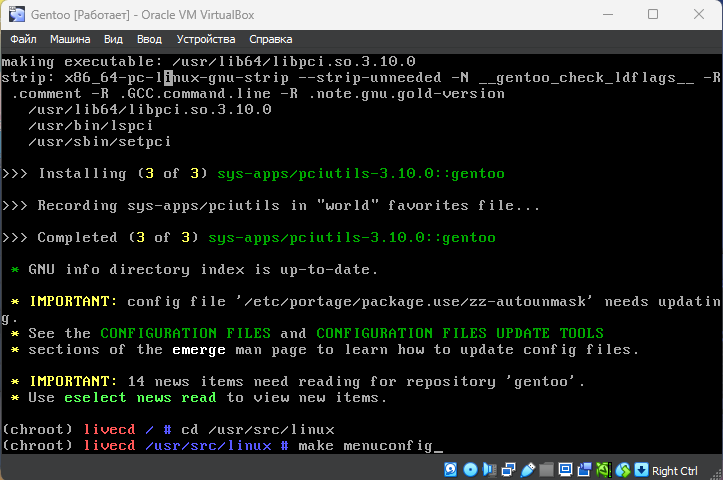 Gentoo [Работает] - Oracle VM VirtualBox
Файл Машина Вид Ввод Устройства Справка
making executable: /usr/lib64/libpci.so.3.10.0
strip: x86_64-pc-linux-gnu-strip --strip-unneeded -N __gentoo_check_ldflags__ -R
.comment -R .GCC.command.line -R .note.gnu.gold-version
/usr/lib64/libpci.so.3.10.0
/usr/bin/lspci
/usr/sbin/setpci
>>> Installing (3 of 3) sys-apps/pciutils-3.10.0::gentoo
>>> Recording sys-apps/pciutils in "world" favorites file...
>>> Completed (3 of 3) sys-apps/pciutils-3.10.0::gentoo
* GNU info directory index is up-to-date.
* IMPORTANT: config file '/etc/portage/package.use/zz-autounmask' needs updatin
g.
* See the CONFIGURATION FILES and CONFIGURATION FILES UPDATE TOOLS
* sections of the emerge man page to learn how to update config files.
* IMPORTANT: 14 news items need reading for repository 'gentoo'.
* Use eselect news read to view new items.
(chroot) livecd / # cd /usr/src/linux
(chroot) livecd /usr/src/linux # make menuconfig_
Right Ctrl